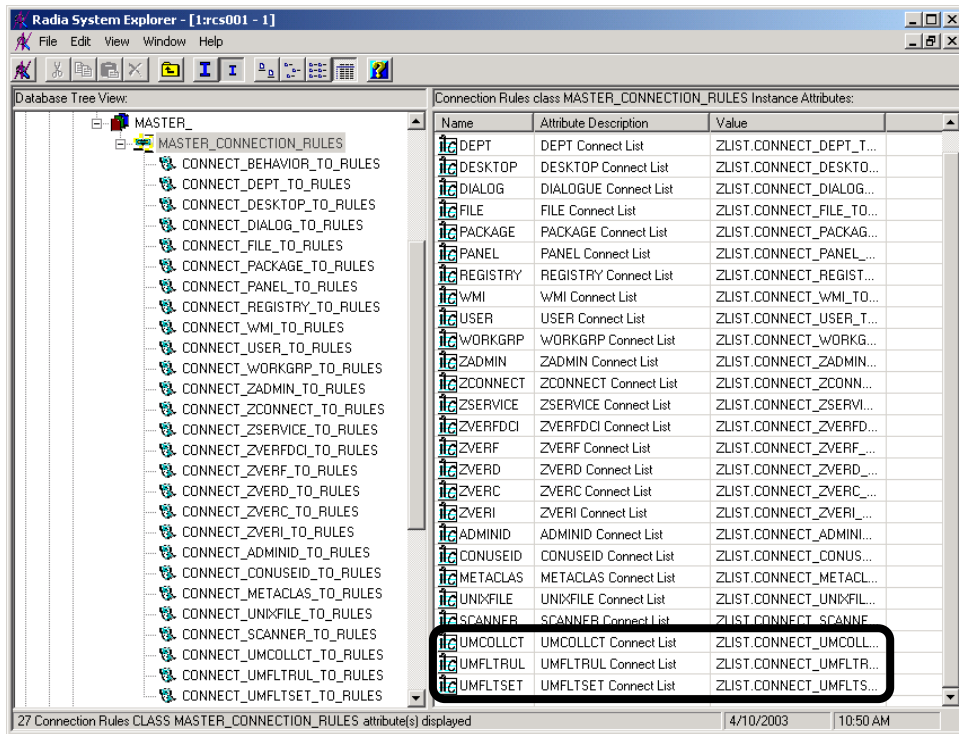 Radia System Explorer - [1:rcs001 - 1]
File Edit View Window Help
Database Tree View:
Connection Rules class MASTER_CONNECTION_RULES Instance Attributes:
MASTER_
MASTER_CONNECTION_RULES
CONNECT_BEHAVIOR_TO_RULES
CONNECT_DEPT_TO_RULES
CONNECT_DESKTOP_TO_RULES
CONNECT_DIALOG_TO_RULES
CONNECT_FILE_TO_RULES
CONNECT_PACKAGE_TO_RULES
CONNECT_PANEL_TO_RULES
CONNECT_REGISTRY_TO_RULES
CONNECT_WMI_TO_RULES
CONNECT_USER_TO_RULES
CONNECT_WORKGRP_TO_RULES
CONNECT_ZADMIN_TO_RULES
CONNECT_ZCONNECT_TO_RULES
CONNECT_ZSERVICE_TO_RULES
CONNECT_ZVERFDCI_TO_RULES
CONNECT_ZVERF_TO_RULES
CONNECT_ZVERD_TO_RULES
CONNECT_ZVERC_TO_RULES
CONNECT_ZVERI_TO_RULES
CONNECT_ADMINID_TO_RULES
CONNECT_CONUSEID_TO_RULES
CONNECT_METACLAS_TO_RULES
CONNECT_UNIXFILE_TO_RULES
CONNECT_SCANNER_TO_RULES
CONNECT_UMCOLLCT_TO_RULES
CONNECT_UMFLTRUL_TO_RULES
CONNECT_UMFLTSET_TO_RULES
Name Attribute Description Value
DEPT DEPT Connect List ZLIST.CONNECT_DEPT_T...
DESKTOP DESKTOP Connect List ZLIST.CONNECT_DESKTO...
DIALOG DIALOGUE Connect List ZLIST.CONNECT_DIALOG...
FILE FILE Connect List ZLIST.CONNECT_FILE_TO...
PACKAGE PACKAGE Connect List ZLIST.CONNECT_PACKAG...
PANEL PANEL Connect List ZLIST.CONNECT_PANEL_...
REGISTRY REGISTRY Connect List ZLIST.CONNECT_REGIST...
WMI WMI Connect List ZLIST.CONNECT_WMI_TO...
USER USER Connect List ZLIST.CONNECT_USER_T...
WORKGRP WORKGRP Connect List ZLIST.CONNECT_WORKG...
ZADMIN ZADMIN Connect List ZLIST.CONNECT_ZADMIN...
ZCONNECT ZCONNECT Connect List ZLIST.CONNECT_ZCONN...
ZSERVICE ZSERVICE Connect List ZLIST.CONNECT_ZSERVI...
ZVERFDCI ZVERFDCI Connect List ZLIST.CONNECT_ZVERFD...
ZVERF ZVERF Connect List ZLIST.CONNECT_ZVERF_...
ZVERD ZVERD Connect List ZLIST.CONNECT_ZVERD_...
ZVERC ZVERC Connect List ZLIST.CONNECT_ZVERC_...
ZVERI ZVERI Connect List ZLIST.CONNECT_ZVERI_...
ADMINID ADMINID Connect List ZLIST.CONNECT_ADMINI...
CONUSEID CONUSEID Connect List ZLIST.CONNECT_CONUS...
METACLAS METACLAS Connect List ZLIST.CONNECT_METACL...
UNIXFILE UNIXFILE Connect List ZLIST.CONNECT_UNIXFIL...
SCANNER SCANNER Connect List ZLIST.CONNECT_SCANNE...
UMCOLLCT UMCOLLCT Connect List ZLIST.CONNECT_UMCOLL...
UMFLTRUL UMFLTRUL Connect List ZLIST.CONNECT_UMFLTR...
UMFLTSET UMFLTSET Connect List ZLIST.CONNECT_UMFLTS...
27 Connection Rules CLASS MASTER_CONNECTION_RULES attribute(s) displayed 4/10/2003 10:50 AM